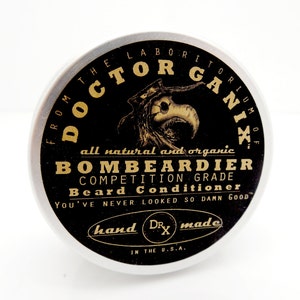 FROM THE LABORITORIUM OF
DOCTOR GANIX
all natural and organic
BOMBEARDIER
COMPETITION GRADE
Beard Conditioner
YOU'VE NEVER LOOKED SO DAMN GOOD
hand DRX made
IN THE U.S.A.